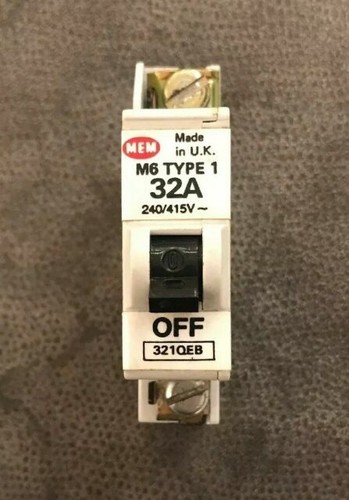 MEM
Made
in U.K.
M6 TYPE 1
32A
240/415V~
OFF
321QEB